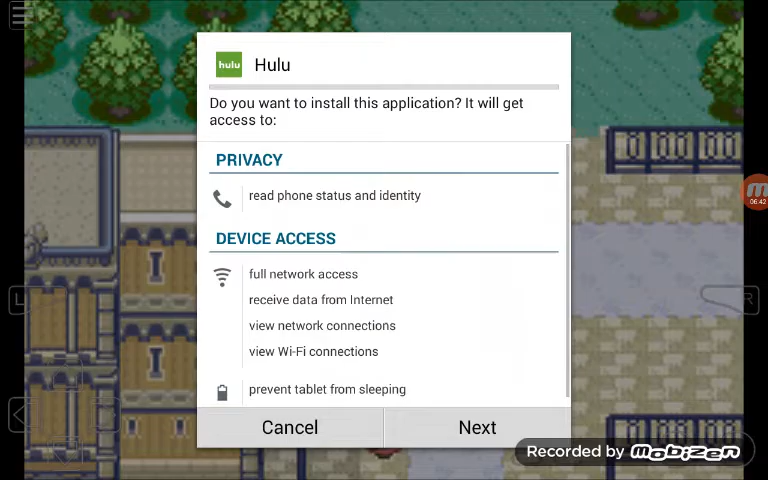 hulu Hulu
Do you want to install this application? It will get
access to:
PRIVACY
read phone status and identity
DEVICE ACCESS
full network access
receive data from Internet
view network connections
view Wi-Fi connections
prevent tablet from sleeping
Cancel Next
L
R
06:42
Recorded by mobizen